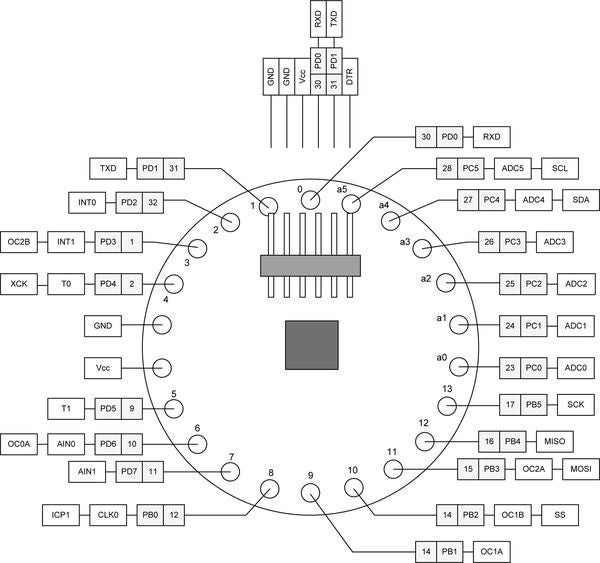 RXD TXD
PD0 PD1
GND GND Vcc 30 31 DTR
30 PD0 RXD
TXD PD1 31
28 PC5 ADC5 SCL
INT0 PD2 32
27 PC4 ADC4 SDA
OC2B INT1 PD3 1
26 PC3 ADC3
XCK T0 PD4 2
25 PC2 ADC2
GND
24 PC1 ADC1
Vcc
23 PC0 ADC0
T1 PD5 9
17 PB5 SCK
OC0A AIN0 PD6 10
16 PB4 MISO
AIN1 PD7 11
15 PB3 OC2A MOSI
ICP1 CLK0 PB0 12
14 PB2 OC1B SS
14 PB1 OC1A
0
1
2
3
4
5
6
7
8
9
10
11
12
13
a0
a1
a2
a3
a4
a5